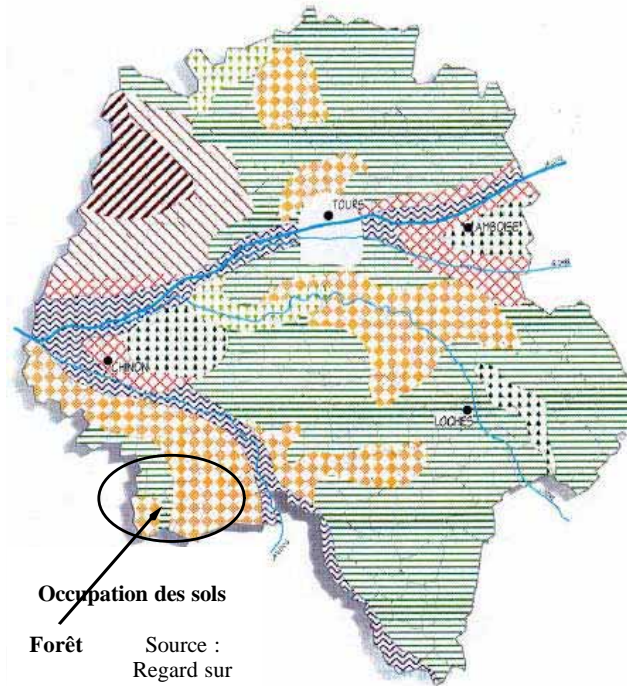 TOURS
AMBOISE
CHINON
LOCHES
Occupation des sols
Forêt
Source :
Regard sur